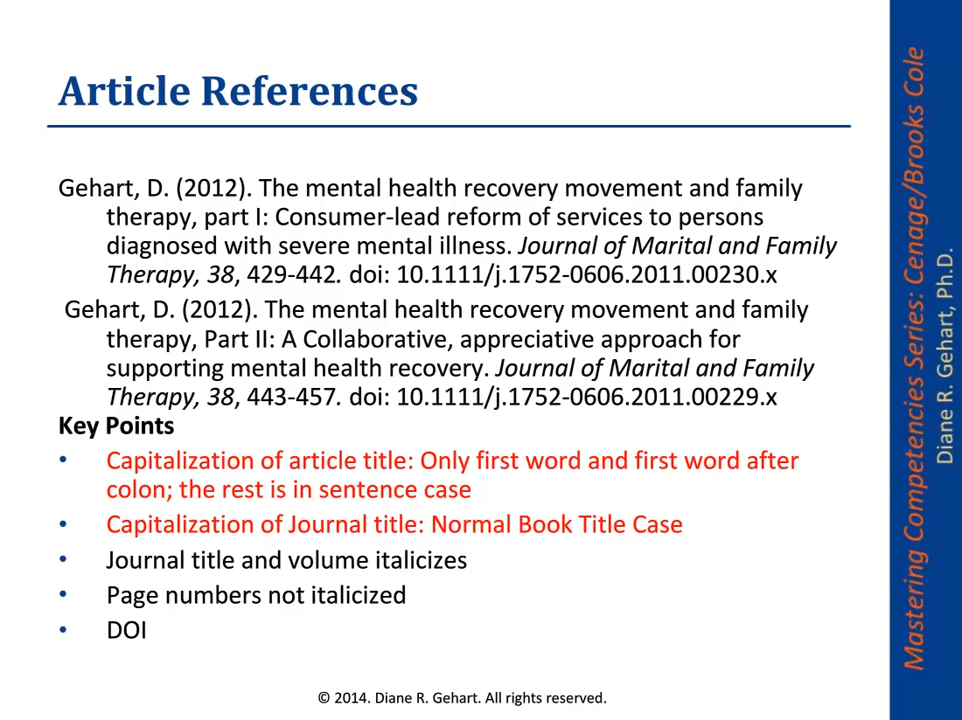 Article References
Gehart, D. (2012). The mental health recovery movement and family
therapy, part I: Consumer-lead reform of services to persons
diagnosed with severe mental illness. Journal of Marital and Family
Therapy, 38, 429-442. doi: 10.1111/j.1752-0606.2011.00230.x
Gehart, D. (2012). The mental health recovery movement and family
therapy, Part II: A Collaborative, appreciative approach for
supporting mental health recovery. Journal of Marital and Family
Therapy, 38, 443-457. doi: 10.1111/j.1752-0606.2011.00229.x
Key Points
• Capitalization of article title: Only first word and first word after
colon; the rest is in sentence case
• Capitalization of Journal title: Normal Book Title Case
• Journal title and volume italicizes
• Page numbers not italicized
• DOI
© 2014. Diane R. Gehart. All rights reserved.
Mastering Competencies Series: Cenage/Brooks Cole
Diane R. Gehart, Ph.D.